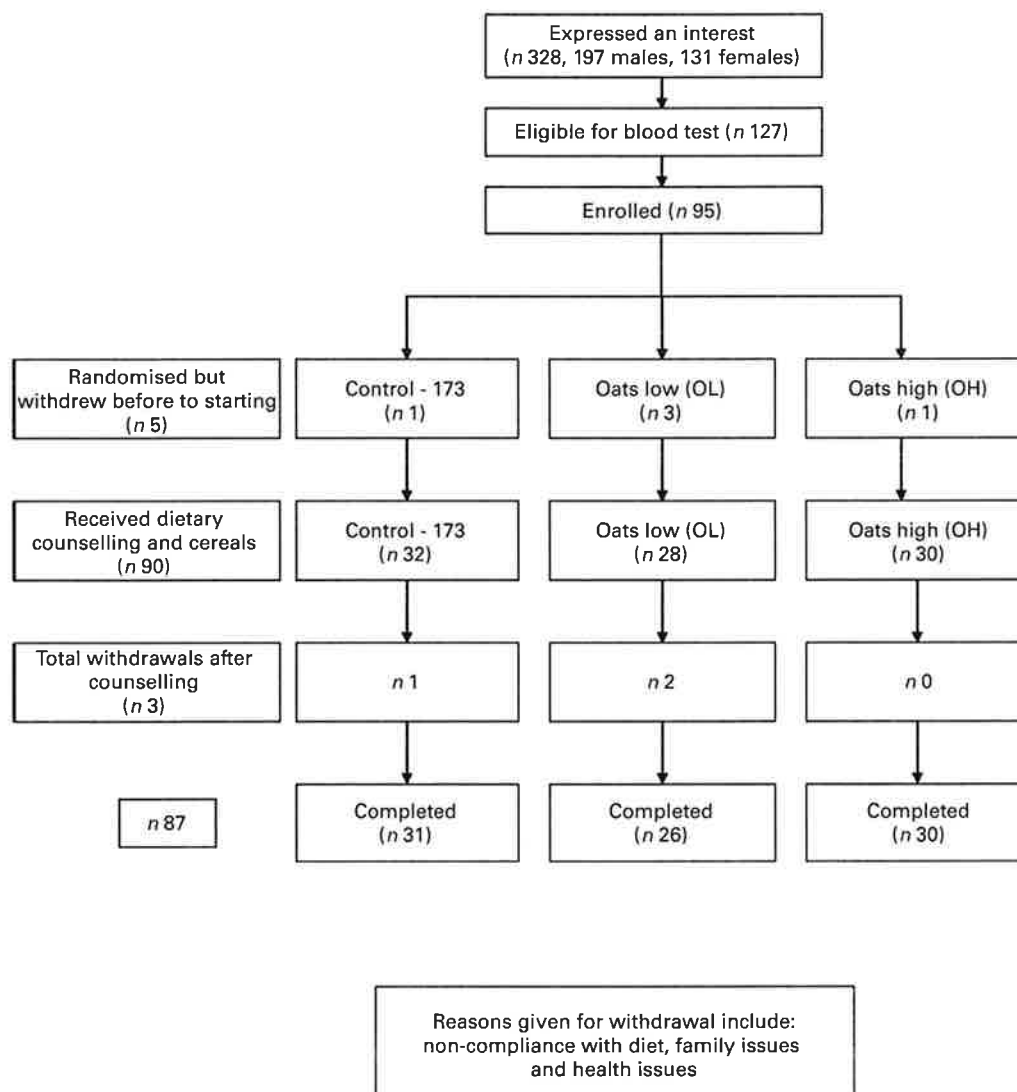 Expressed an interest
(n 328, 197 males, 131 females)
Eligible for blood test (n 127)
Enrolled (n 95)
Randomised but
withdrew before to starting
(n 5)
Control - 173
(n 1)
Oats low (OL)
(n 3)
Oats high (OH)
(n 1)
Received dietary
counselling and cereals
(n 90)
Control - 173
(n 32)
Oats low (OL)
(n 28)
Oats high (OH)
(n 30)
Total withdrawals after
counselling
(n 3)
n 1
n 2
n 0
n 87
Completed
(n 31)
Completed
(n 26)
Completed
(n 30)
Reasons given for withdrawal include:
non-compliance with diet, family issues
and health issues